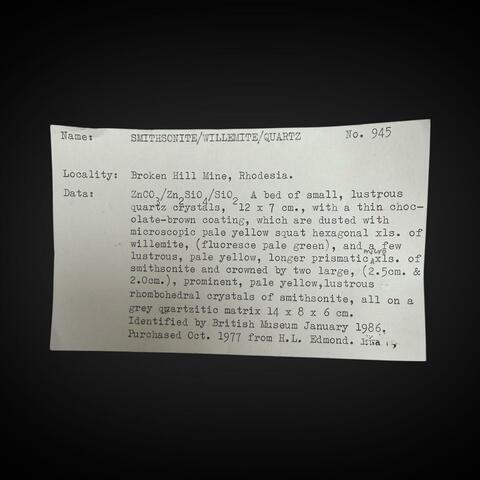 Name: SMITHSONITE/WILLEMITE/QUARTZ No. 945
Locality: Broken Hill Mine, Rhodesia.
Data: ZnCO3/Zn2SiO4/SiO2 A bed of small, lustrous
quartz crystals, 12 x 7 cm., with a thin choc-
olate-brown coating, which are dusted with
microscopic pale yellow squat hexagonal xls. of
willemite, (fluoresce pale green), and a few
lustrous, pale yellow, longer prismatic micro xls. of
smithsonite and crowned by two large, (2.5cm. &
2.0cm.), prominent, pale yellow,lustrous
rhombohedral crystals of smithsonite, all on a
grey quartzitic matrix 14 x 8 x 6 cm.
Identified by British Museum January 1986,
Purchased Oct. 1977 from H.L. Edmond.